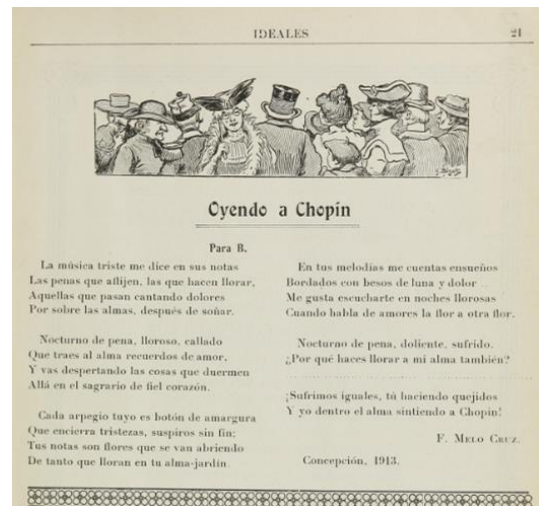 IDEALES
21
Oyendo a Chopin
Para B.
La música triste me dice en sus notas
Las penas que aflijen, las que hacen llorar,
Aquellas que pasan cantando dolores
Por sobre las almas, después de soñar.
Nocturno de pena, lloroso, callado
Que traes al alma recuerdos de amor,
Y vas despertando las cosas que duermen
Allá en el sagrario de fiel corazón.
Cada arpegio tuyo es botón de amargura
Que encierra tristezas, suspiros sin fin;
Tus notas son flores que se van abriendo
De tanto que lloran en tu alma-jardin.
En tus melodías me cuentas ensueños
Bordados con besos de luna y dolor...
Me gusta escucharte en noches llorosas
Cuando habla de amores la flor a otra flor.
Nocturno de pena, doliente, sufrido.
¿Por qué haces llorar a mi alma también?
¡Sufrimos iguales, tú haciendo quejidos
Y yo dentro el alma sintiendo a Chopin!
F. MELO CRUZ.
Concepción, 1913.